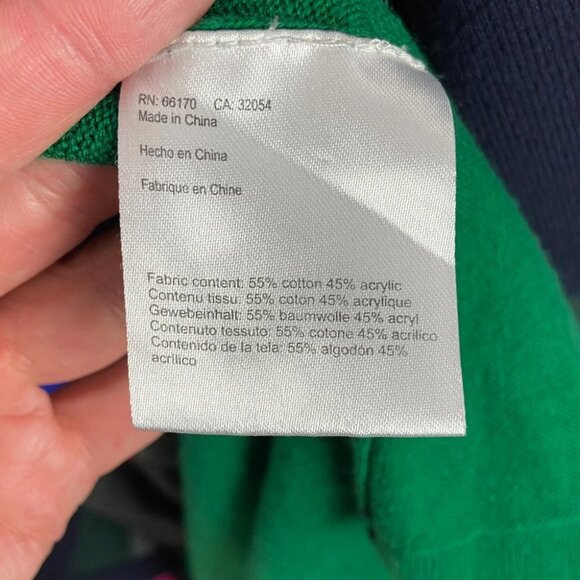 RN: 66170 CA: 32054
Made in China
Hecho en China
Fabrique en Chine
Fabric content: 55% cotton 45% acrylic
Contenu tissu: 55% coton 45% acrylique
Gewebeinhalt: 55% baumwolle 45% acryl
Contenuto tessuto: 55% cotone 45% acrilico
Contenido de la tela: 55% algodón 45%
acrilico